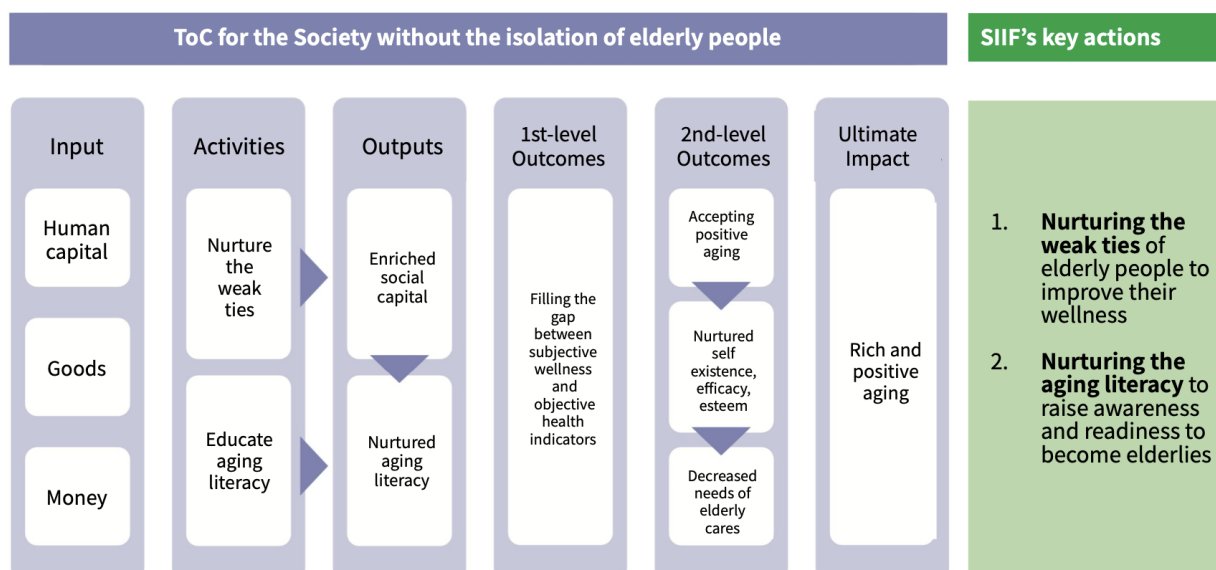 ToC for the Society without the isolation of elderly people
SIIF’s key actions
Input
Human
capital
Goods
Money
Activities
Nurture
the
weak
ties
Educate
aging
literacy
Outputs
Enriched
social
capital
Nurtured
aging
literacy
1st-level
Outcomes
Filling the
gap
between
subjective
wellness
and
objective
health
indicators
2nd-level
Outcomes
Accepting
positive
aging
Nurtured
self
existence,
efficacy,
esteem
Decreased
needs of
elderly
cares
Ultimate
Impact
Rich and
positive
aging
1. Nurturing the
weak ties of
elderly people to
improve their
wellness
2. Nurturing the
aging literacy to
raise awareness
and readiness to
become elderlies